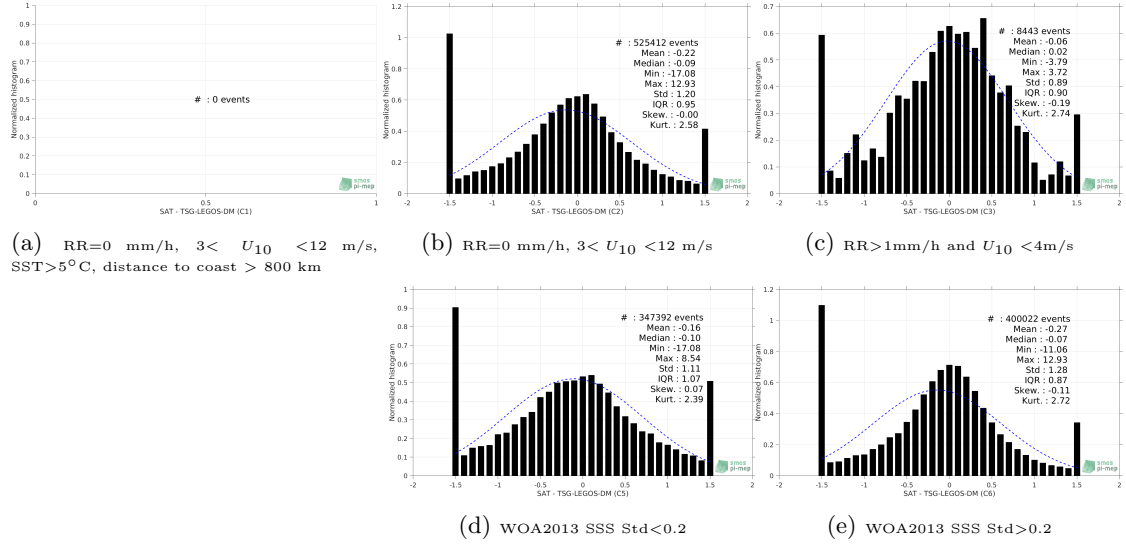 1
0.9
0.8
0.7
0.6
0.5
0.4
0.3
0.2
0.1
0
Normalized histogram
# : 0 events
0 0.5 1
SAT - TSG-LEGOS-DM (C1)
smos
pi-mep
(a) RR=0 mm/h, 3< U10 <12 m/s,
SST>5°C, distance to coast > 800 km
1.2
1
0.8
0.6
0.4
0.2
0
Normalized histogram
# : 525412 events
Mean : -0.22
Median : -0.09
Min : -17.08
Max : 12.93
Std : 1.20
IQR : 0.95
Skew. : -0.00
Kurt. : 2.58
-2 -1.5 -1 -0.5 0 0.5 1 1.5 2
SAT - TSG-LEGOS-DM (C2)
smos
pi-mep
(b) RR=0 mm/h, 3< U10 <12 m/s
0.7
0.6
0.5
0.4
0.3
0.2
0.1
0
Normalized histogram
# : 8443 events
Mean : -0.06
Median : 0.02
Min : -3.79
Max : 3.72
Std : 0.89
IQR : 0.90
Skew. : -0.19
Kurt. : 2.74
-2 -1.5 -1 -0.5 0 0.5 1 1.5 2
SAT - TSG-LEGOS-DM (C3)
smos
pi-mep
(c) RR>1mm/h and U10 <4m/s
1
0.9
0.8
0.7
0.6
0.5
0.4
0.3
0.2
0.1
0
Normalized histogram
# : 347392 events
Mean : -0.16
Median : -0.10
Min : -17.08
Max : 8.54
Std : 1.11
IQR : 1.07
Skew. : 0.07
Kurt. : 2.39
-2 -1.5 -1 -0.5 0 0.5 1 1.5 2
SAT - TSG-LEGOS-DM (C5)
smos
pi-mep
(d) WOA2013 SSS Std<0.2
1.2
1
0.8
0.6
0.4
0.2
0
Normalized histogram
# : 400022 events
Mean : -0.27
Median : -0.07
Min : -11.06
Max : 12.93
Std : 1.28
IQR : 0.87
Skew. : -0.11
Kurt. : 2.72
-2 -1.5 -1 -0.5 0 0.5 1 1.5 2
SAT - TSG-LEGOS-DM (C6)
smos
pi-mep
(e) WOA2013 SSS Std>0.2